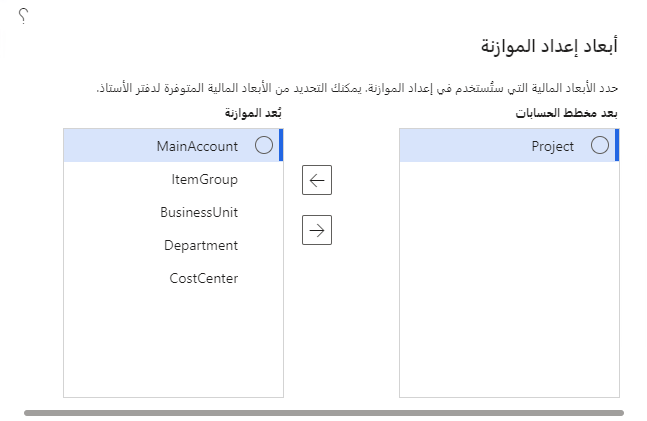 ؟
أبعاد إعداد الموازنة
حدد الأبعاد المالية التي ستُستخدم في إعداد الموازنة. يمكنك التحديد من الأبعاد المالية المتوفرة لدفتر الأستاذ.
بعد مخطط الحسابات
Project
بُعد الموازنة
MainAccount
ItemGroup
BusinessUnit
Department
CostCenter